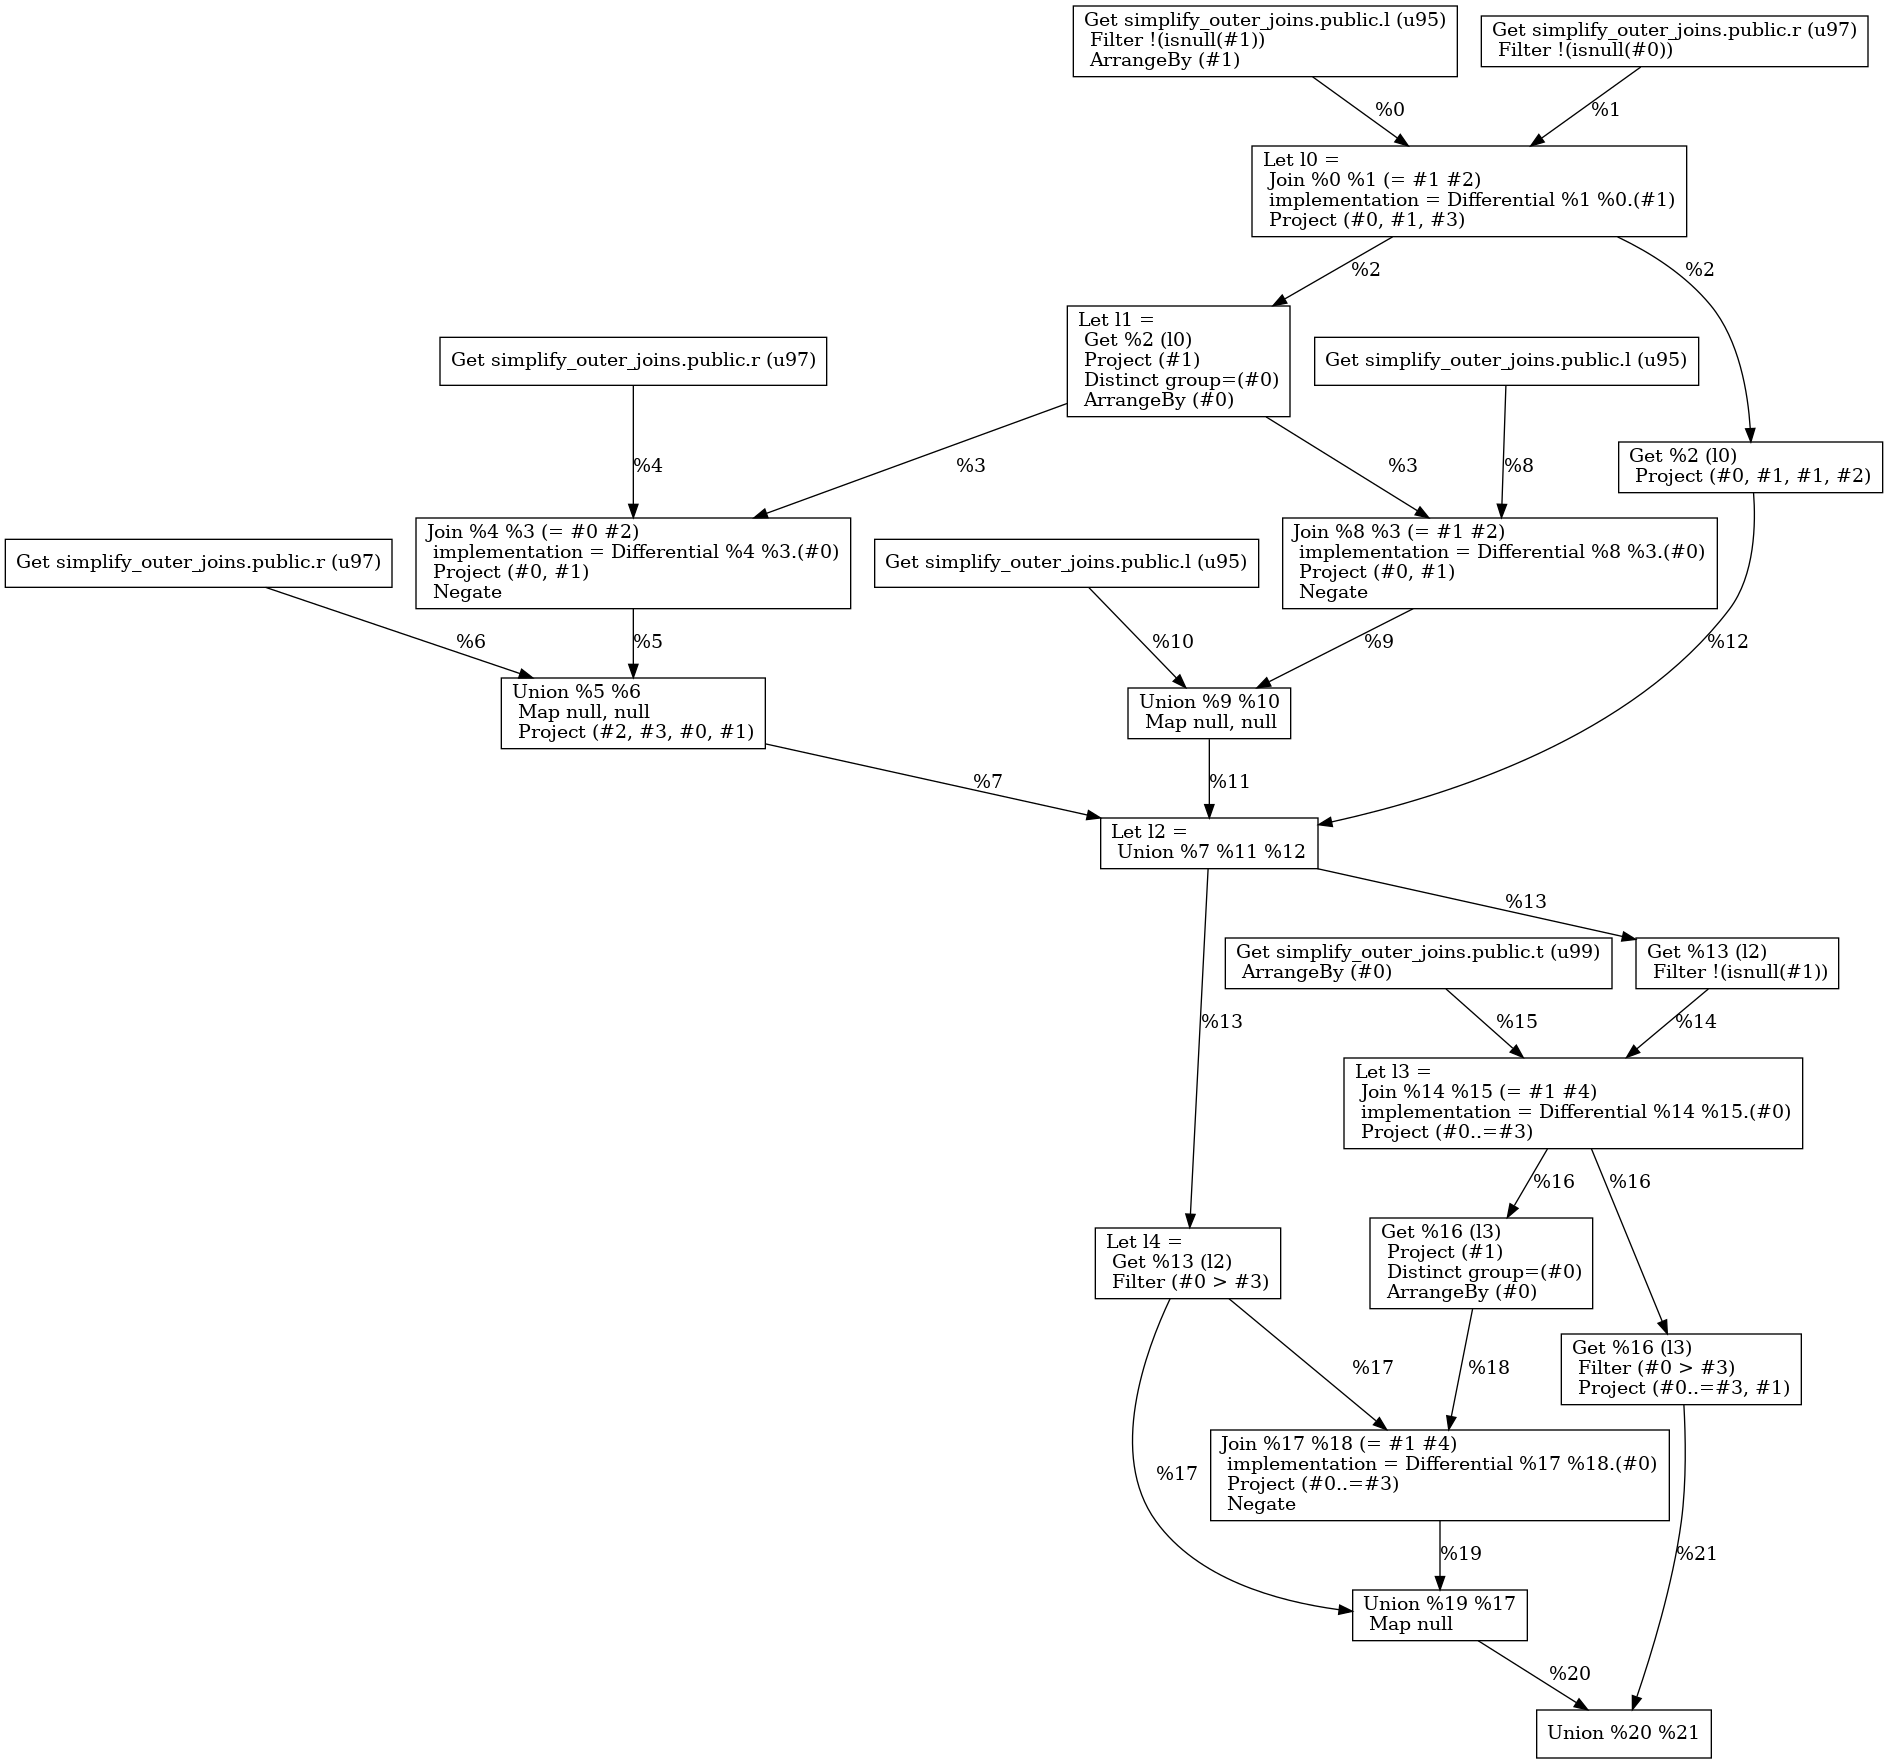 Get simplify_outer_joins.public.l (u95)
Filter !(isnull(#1))
ArrangeBy (#1)
Get simplify_outer_joins.public.r (u97)
Filter !(isnull(#0))
%0
%1
Let l0 =
Join %0 %1 (= #1 #2)
implementation = Differential %1 %0.(#1)
Project (#0, #1, #3)
%2
%2
Let l1 =
Get %2 (l0)
Project (#1)
Distinct group=(#0)
ArrangeBy (#0)
Get simplify_outer_joins.public.r (u97)
Get simplify_outer_joins.public.l (u95)
%4
%3
%3
%8
Get %2 (l0)
Project (#0, #1, #1, #2)
Get simplify_outer_joins.public.r (u97)
Join %4 %3 (= #0 #2)
implementation = Differential %4 %3.(#0)
Project (#0, #1)
Negate
Get simplify_outer_joins.public.l (u95)
Join %8 %3 (= #1 #2)
implementation = Differential %8 %3.(#0)
Project (#0, #1)
Negate
%6
%5
%10
%9
%12
Union %5 %6
Map null, null
Project (#2, #3, #0, #1)
Union %9 %10
Map null, null
%7
%11
Let l2 =
Union %7 %11 %12
%13
Get simplify_outer_joins.public.t (u99)
ArrangeBy (#0)
Get %13 (l2)
Filter !(isnull(#1))
%13
%15
%14
Let l3 =
Join %14 %15 (= #1 #4)
implementation = Differential %14 %15.(#0)
Project (#0..=#3)
%16
%16
Let l4 =
Get %13 (l2)
Filter (#0 > #3)
Get %16 (l3)
Project (#1)
Distinct group=(#0)
ArrangeBy (#0)
Get %16 (l3)
Filter (#0 > #3)
Project (#0..=#3, #1)
%17
%18
Join %17 %18 (= #1 #4)
implementation = Differential %17 %18.(#0)
Project (#0..=#3)
Negate
%17
%19
%21
Union %19 %17
Map null
%20
Union %20 %21